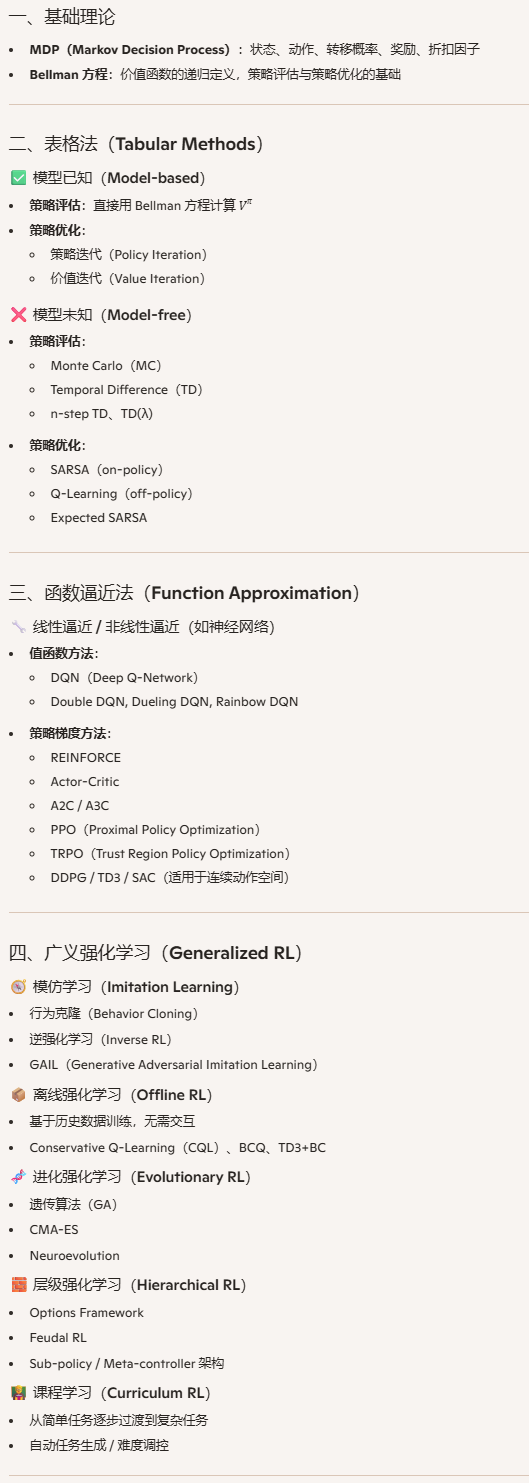 一、基础理论
MDP（Markov Decision Process）：状态、动作、转移概率、奖励、折扣因子
Bellman 方程：价值函数的递归定义，策略评估与策略优化的基础
二、表格法（Tabular Methods）
✅ 模型已知（Model-based）
策略评估：直接用 Bellman 方程计算 V^π
策略优化：
策略迭代（Policy Iteration）
价值迭代（Value Iteration）
❌ 模型未知（Model-free）
策略评估：
Monte Carlo（MC）
Temporal Difference（TD）
n-step TD、TD(λ)
策略优化：
SARSA（on-policy）
Q-Learning（off-policy）
Expected SARSA
三、函数逼近法（Function Approximation）
🔧 线性逼近 / 非线性逼近（如神经网络）
值函数方法：
DQN（Deep Q-Network）
Double DQN, Dueling DQN, Rainbow DQN
策略梯度方法：
REINFORCE
Actor-Critic
A2C / A3C
PPO（Proximal Policy Optimization）
TRPO（Trust Region Policy Optimization）
DDPG / TD3 / SAC（适用于连续动作空间）
四、广义强化学习（Generalized RL）
🧭 模仿学习（Imitation Learning）
行为克隆（Behavior Cloning）
逆强化学习（Inverse RL）
GAIL（Generative Adversarial Imitation Learning）
📦 离线强化学习（Offline RL）
基于历史数据训练，无需交互
Conservative Q-Learning（CQL）、BCQ、TD3+BC
🧬 进化强化学习（Evolutionary RL）
遗传算法（GA）
CMA-ES
Neuroevolution
🧱 层级强化学习（Hierarchical RL）
Options Framework
Feudal RL
Sub-policy / Meta-controller 架构
👩‍🏫 课程学习（Curriculum RL）
从简单任务逐步过渡到复杂任务
自动任务生成 / 难度调控